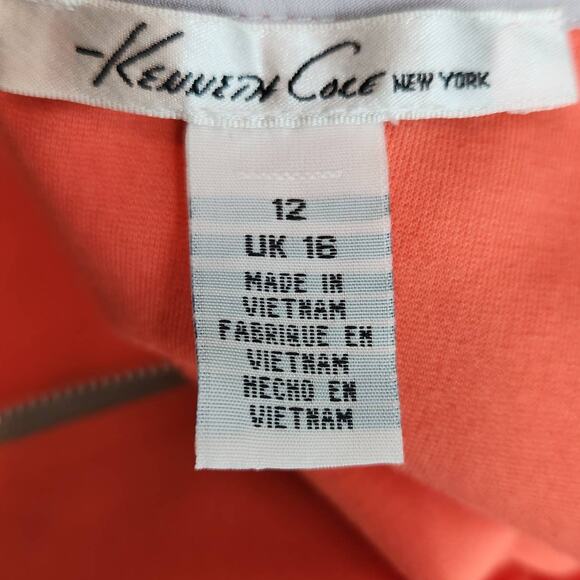 -Kenneth Cole NEW YORK
12
UK 16
MADE IN
VIETNAM
FABRIQUE EN
VIETNAM
HECHO EN
VIETNAM